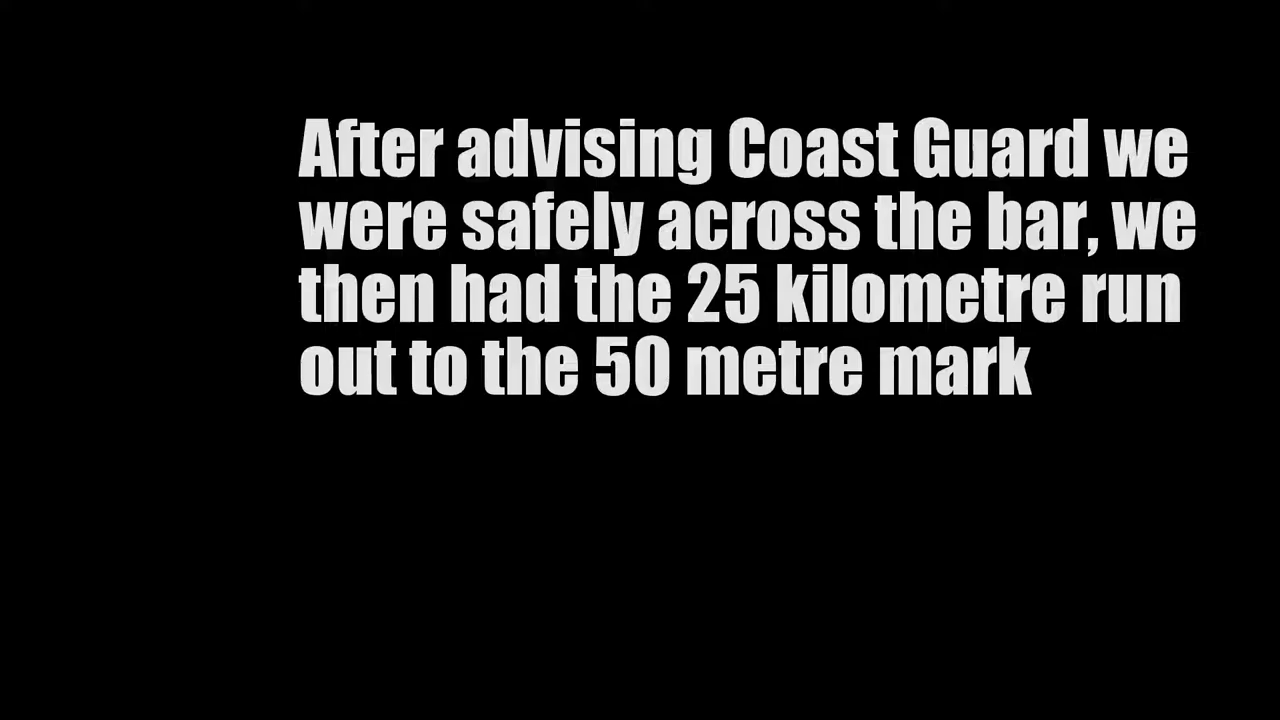 After advising Coast Guard we
were safely across the bar, we
then had the 25 kilometre run
out to the 50 metre mark